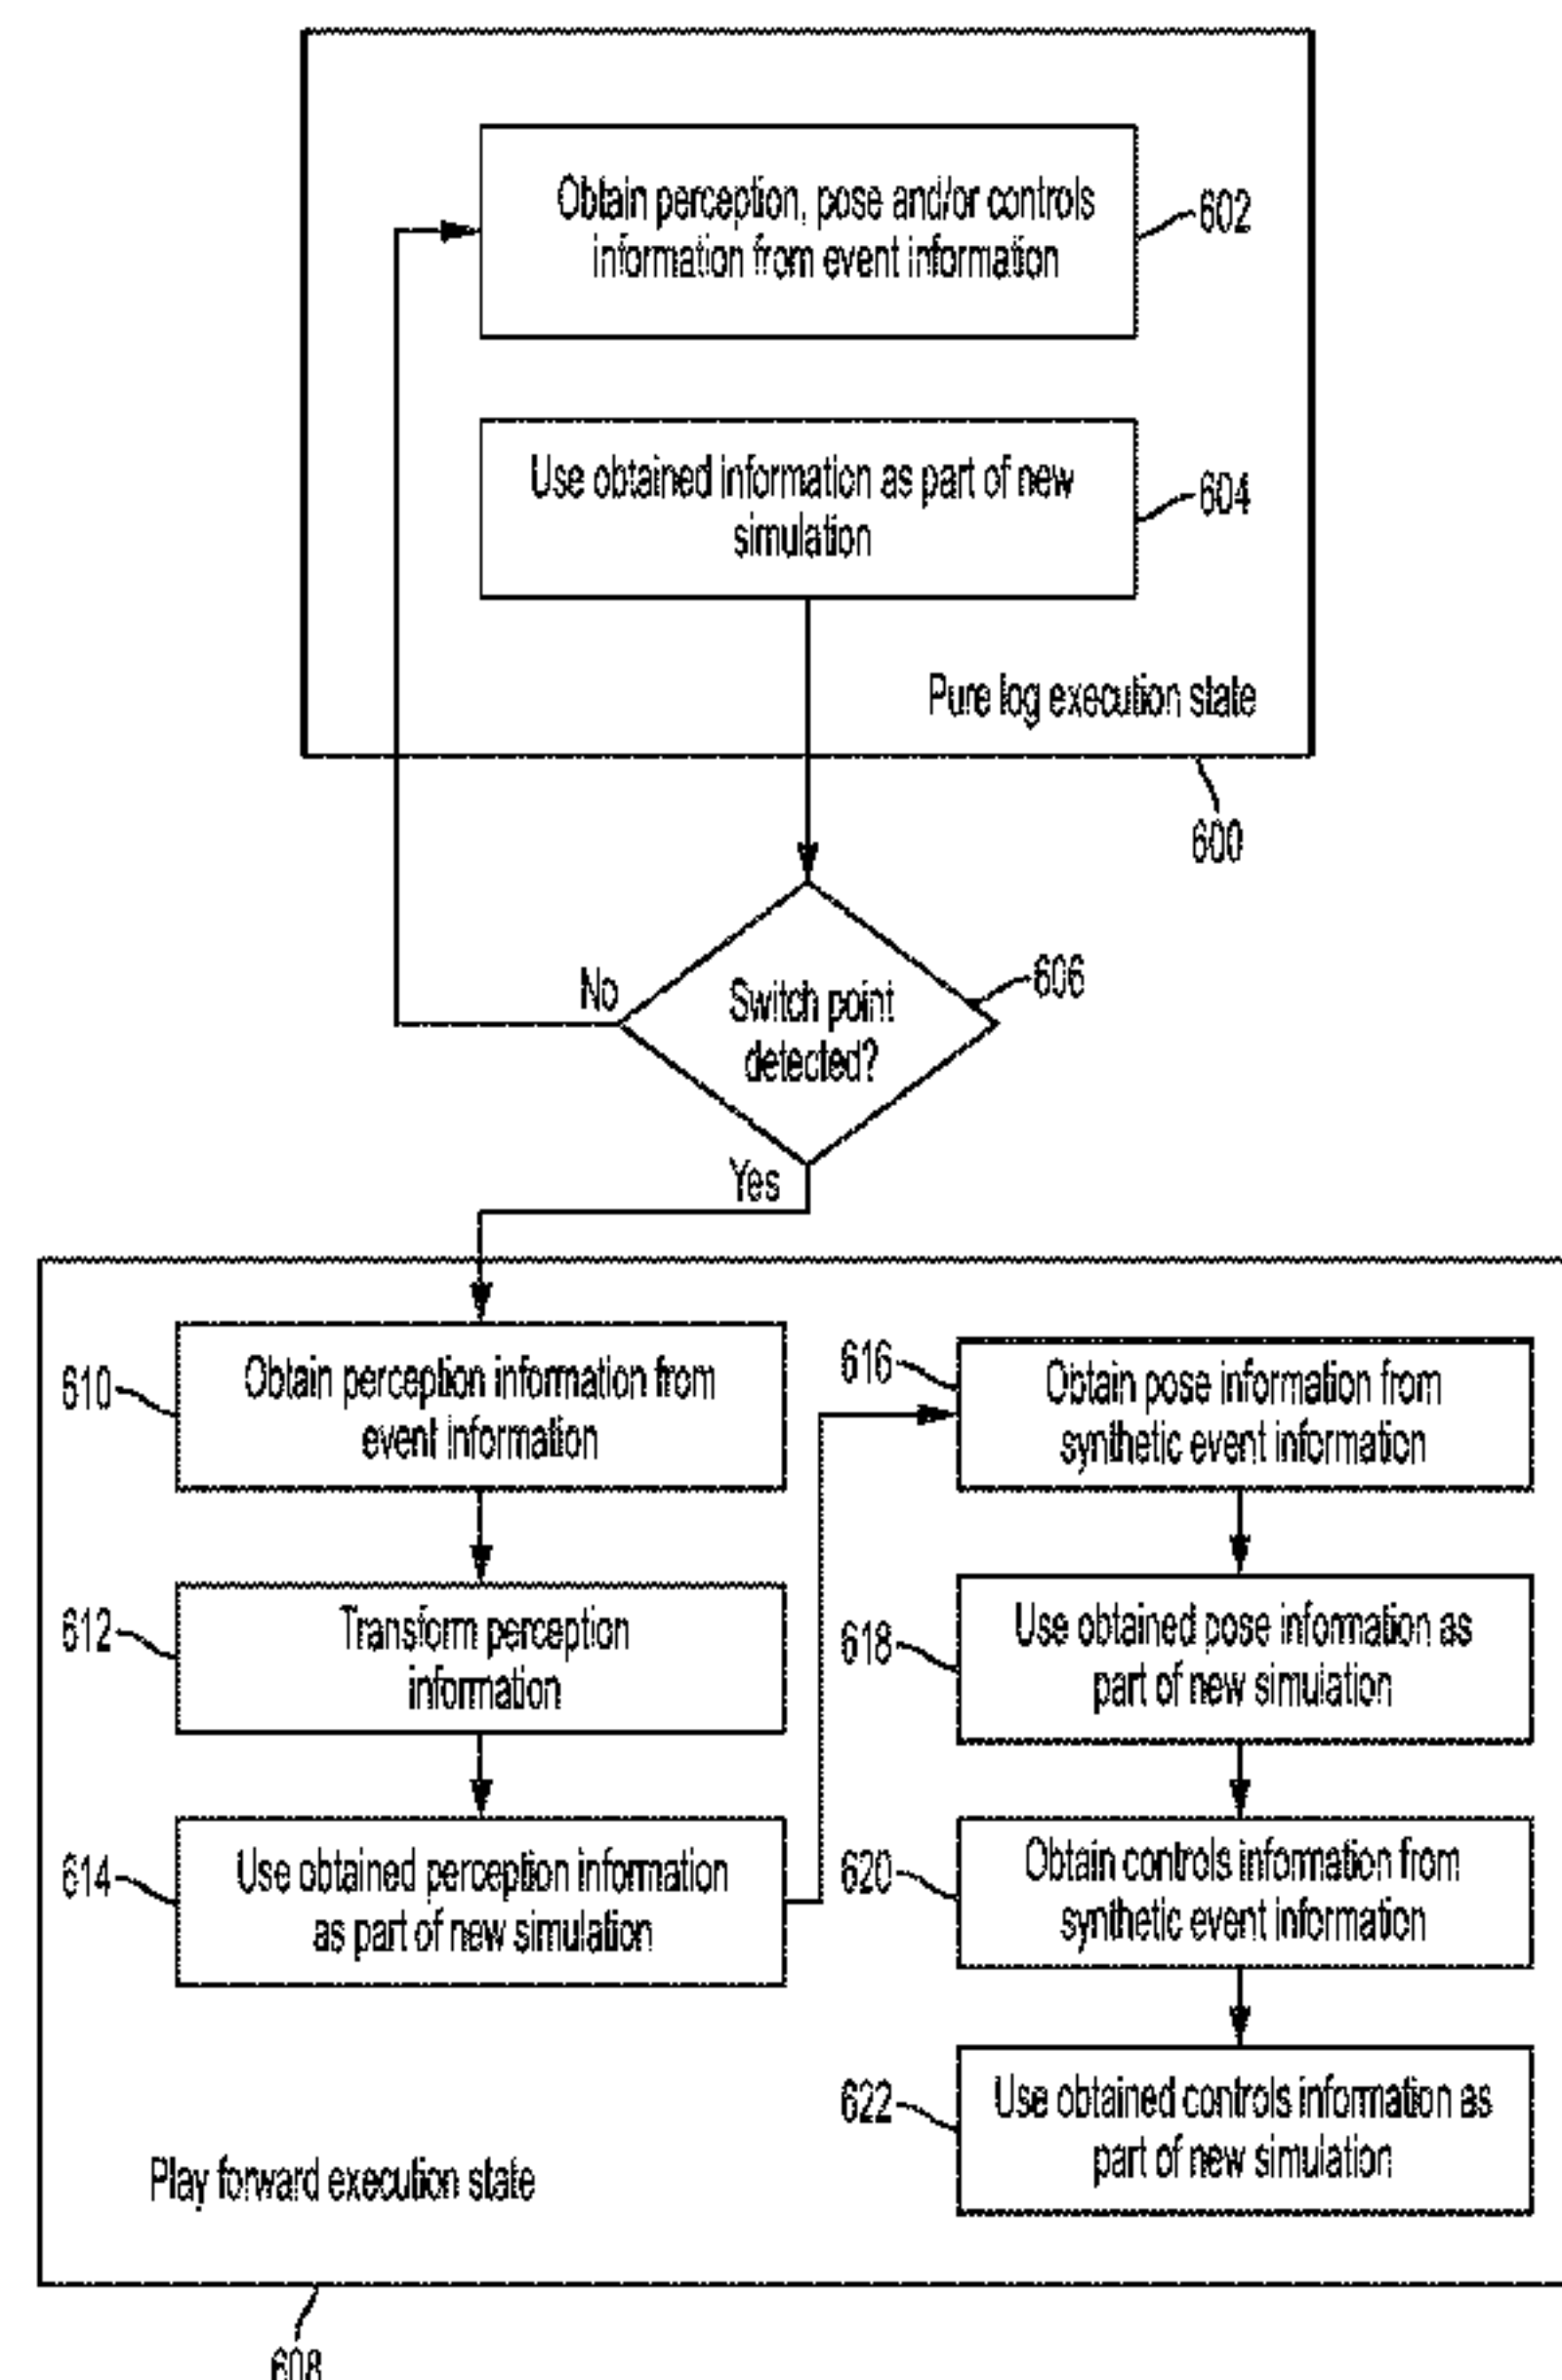 Obtain perception, pose and/or controls
information from event information
602
Use obtained information as part of new
simulation
604
Pure log execution state
600
No
Switch point
detected?
606
Yes
610
Obtain perception information from
event information
612
Transform perception
information
614
Use obtained perception information
as part of new simulation
616
Obtain pose information from
synthetic event information
618
Use obtained pose information as
part of new simulation
620
Obtain controls information from
synthetic event information
622
Use obtained controls information as
part of new simulation
Play forward execution state
608